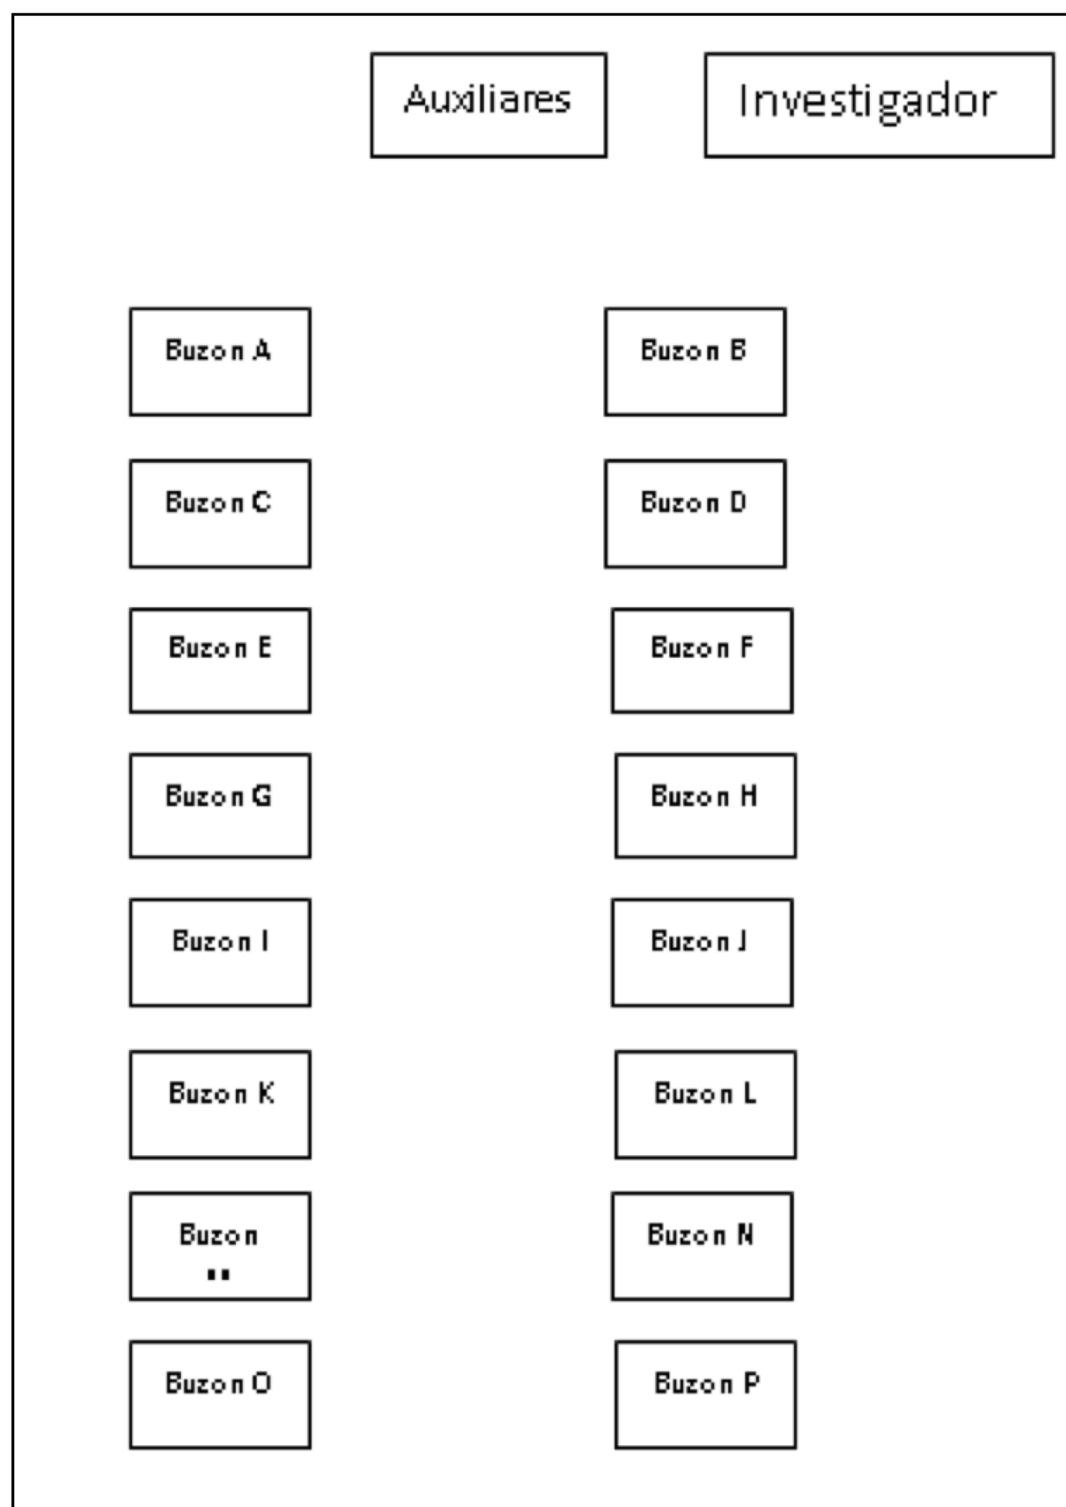 Auxiliares
Investigador
Buzon A
Buzon B
Buzon C
Buzon D
Buzon E
Buzon F
Buzon G
Buzon H
Buzon I
Buzon J
Buzon K
Buzon L
Buzon
Buzon N
Buzon O
Buzon P